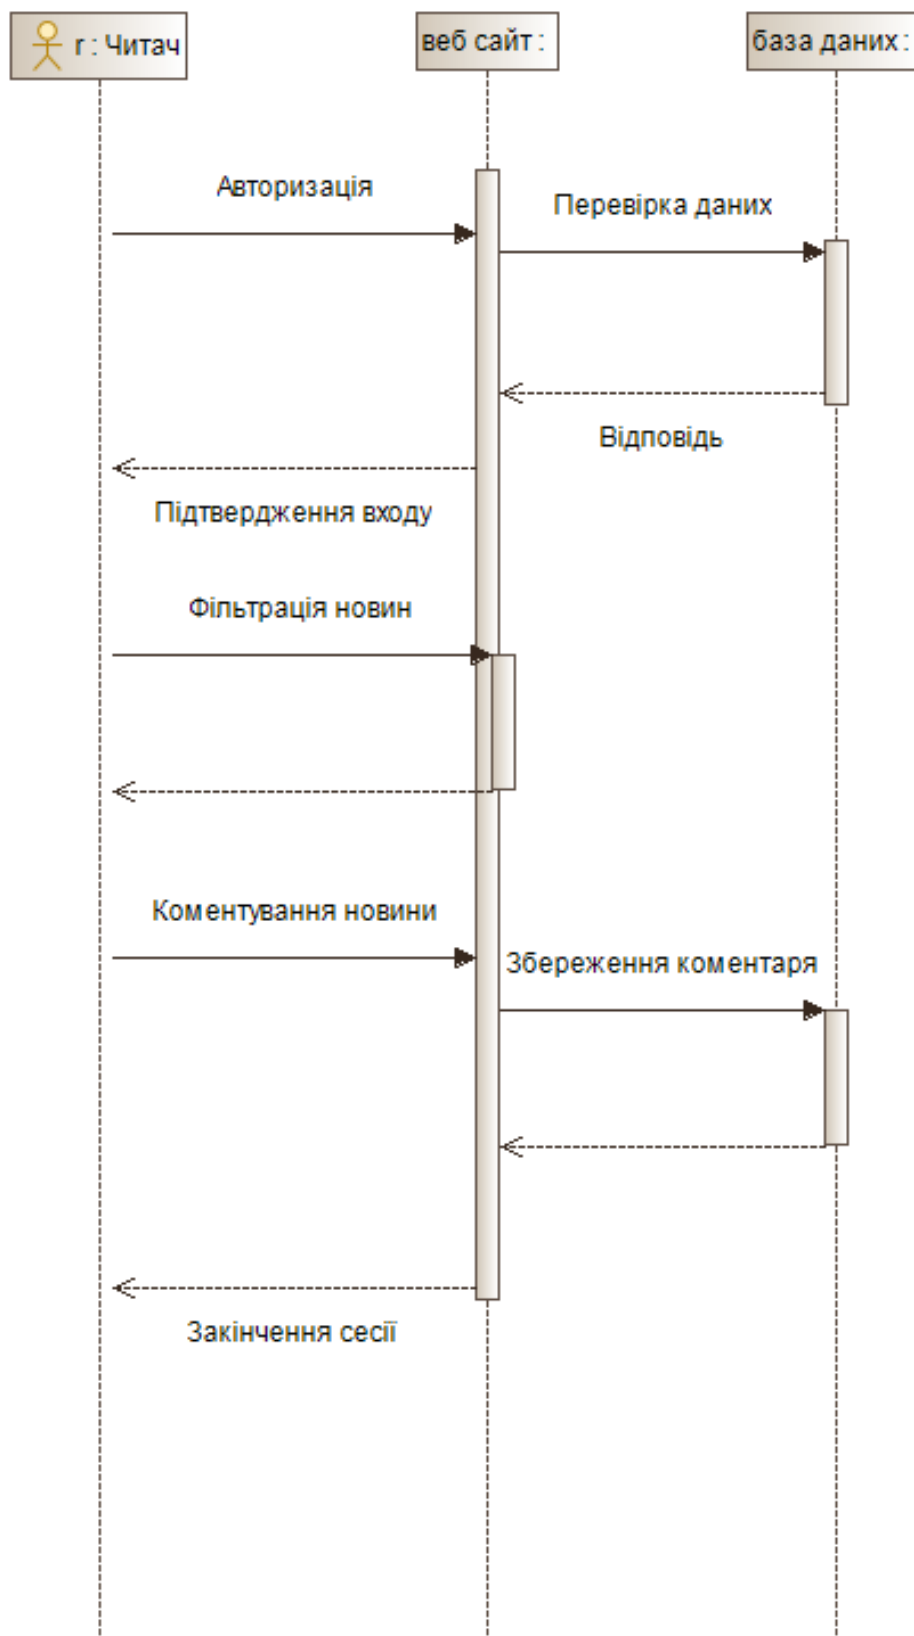 r : Читач
веб сайт :
база даних :
Авторизація
Перевірка даних
Відповідь
Підтвердження входу
Фільтрація новин
Коментування новини
Збереження коментаря
Закінчення сесії